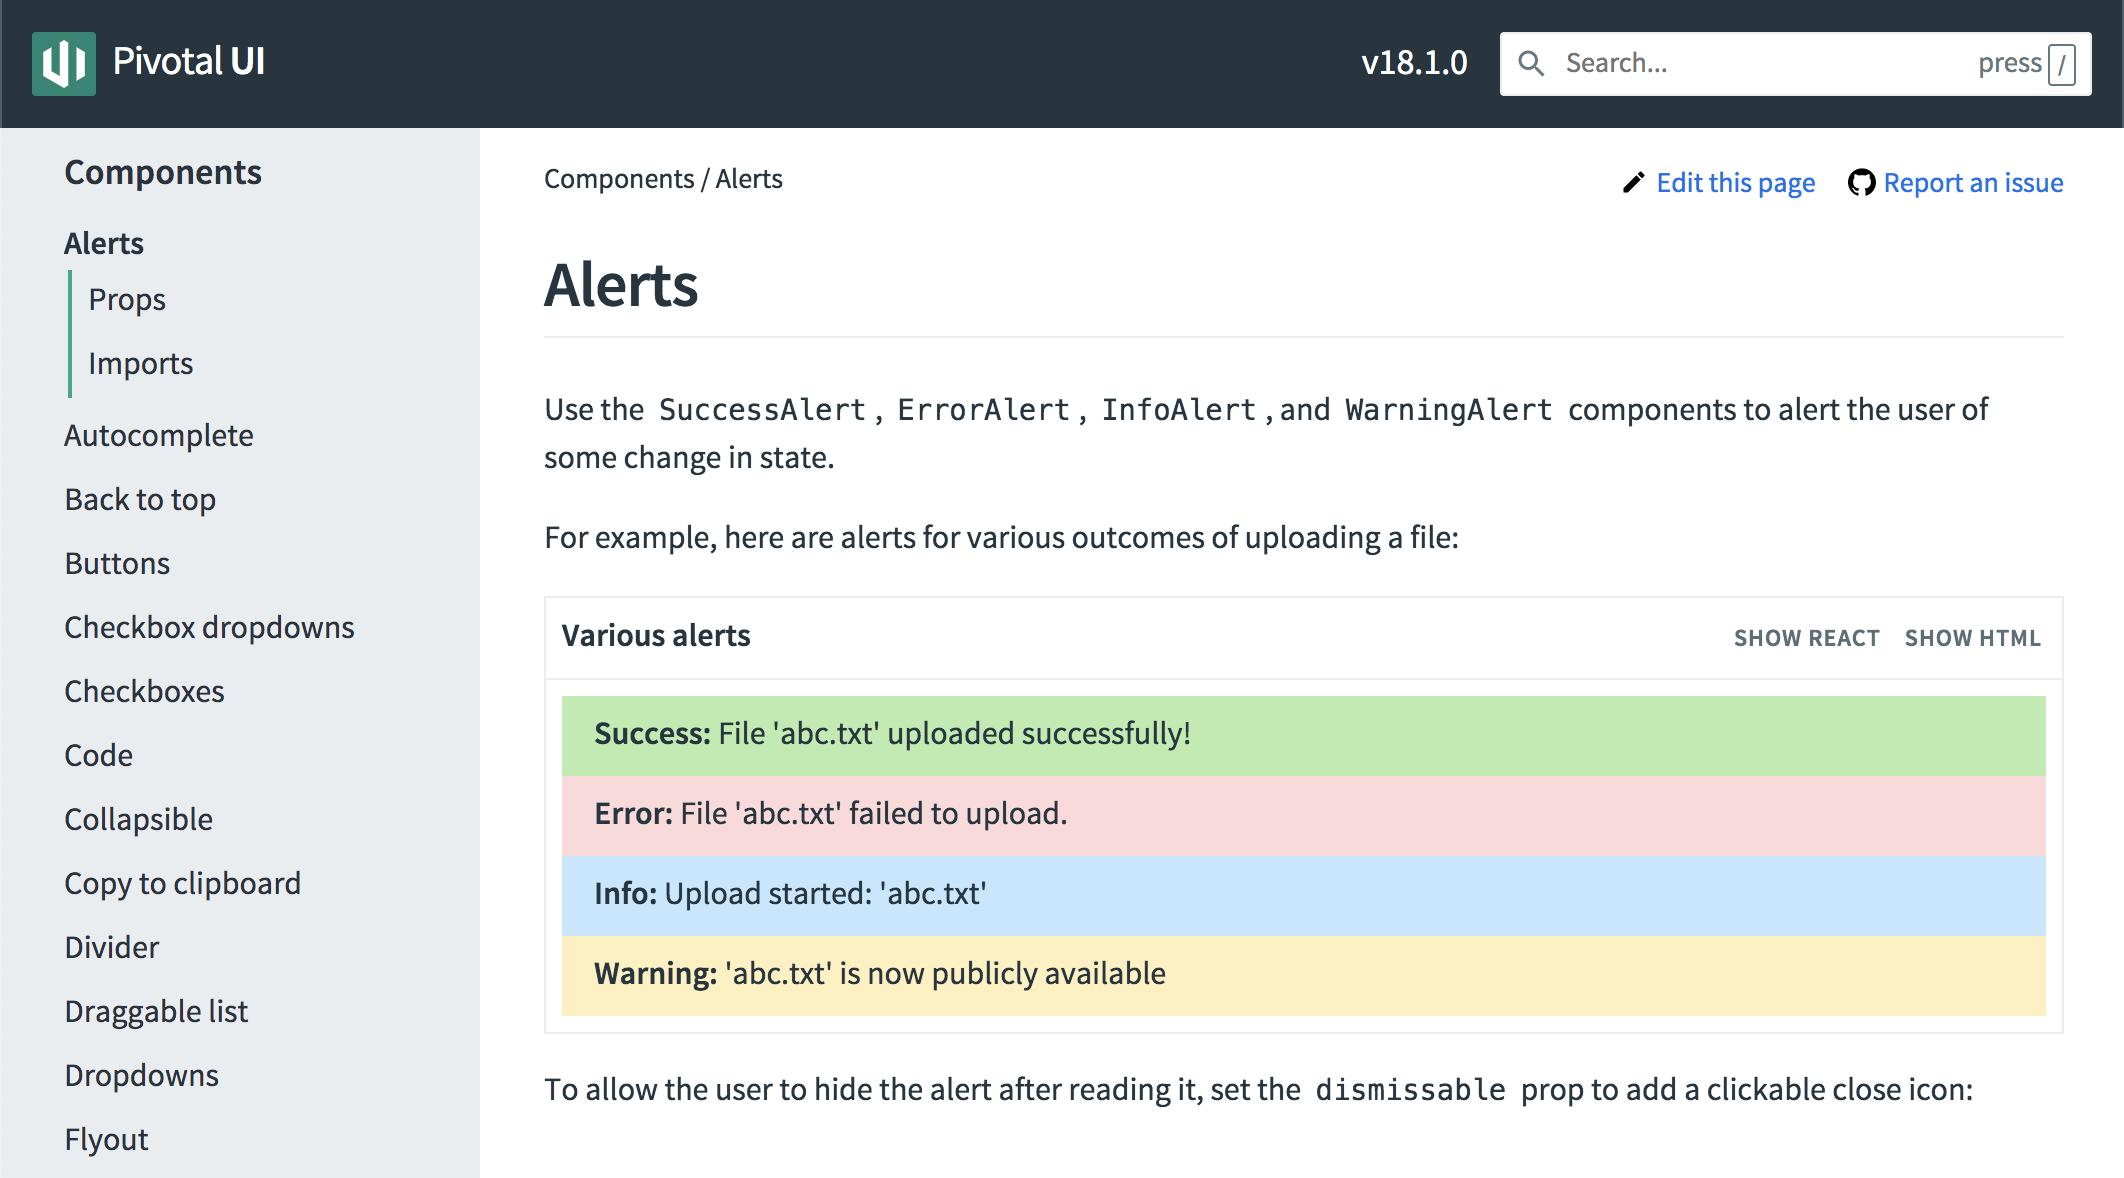 Pivotal UI
v18.1.0
Search...
press /
Components
Alerts
Props
Imports
Autocomplete
Back to top
Buttons
Checkbox dropdowns
Checkboxes
Code
Collapsible
Copy to clipboard
Divider
Draggable list
Dropdowns
Flyout
Components / Alerts
Edit this page
Report an issue
Alerts
Use the SuccessAlert, ErrorAlert, InfoAlert, and WarningAlert components to alert the user of
some change in state.
For example, here are alerts for various outcomes of uploading a file:
Various alerts
SHOW REACT
SHOW HTML
Success: File 'abc.txt' uploaded successfully!
Error: File 'abc.txt' failed to upload.
Info: Upload started: 'abc.txt'
Warning: 'abc.txt' is now publicly available
To allow the user to hide the alert after reading it, set the dismissable prop to add a clickable close icon: